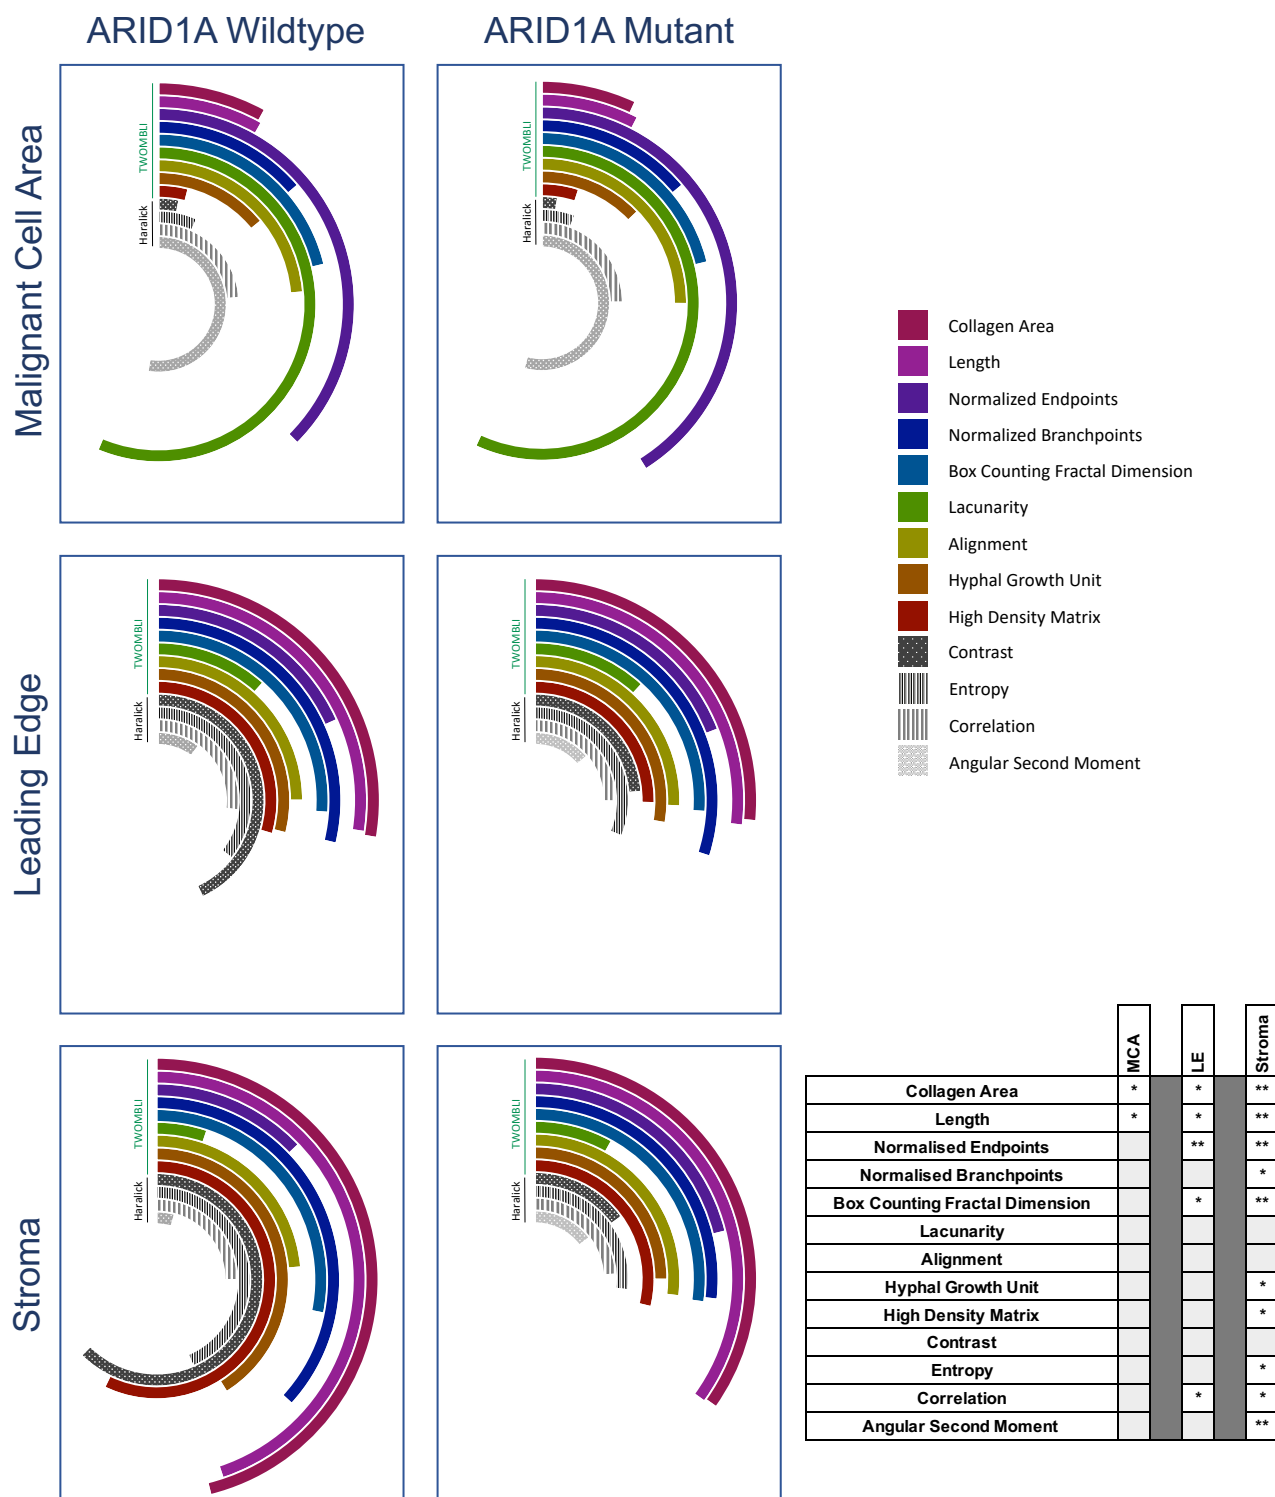 ARID1A Wildtype
ARID1A Mutant
Malignant Cell Area
TWOMBLI
Haralick
TWOMBLI
Haralick
Collagen Area
Length
Normalized Endpoints
Normalized Branchpoints
Box Counting Fractal Dimension
Lacunarity
Alignment
Hyphal Growth Unit
High Density Matrix
Contrast
Entropy
Correlation
Angular Second Moment
Leading Edge
TWOMBLI
Haralick
TWOMBLI
Haralick
Stroma
TWOMBLI
Haralick
TWOMBLI
Haralick
MCA LE Stroma
Collagen Area * * **
Length * * **
Normalised Endpoints ** **
Normalised Branchpoints *
Box Counting Fractal Dimension * **
Lacunarity
Alignment
Hyphal Growth Unit *
High Density Matrix *
Contrast
Entropy *
Correlation * *
Angular Second Moment **